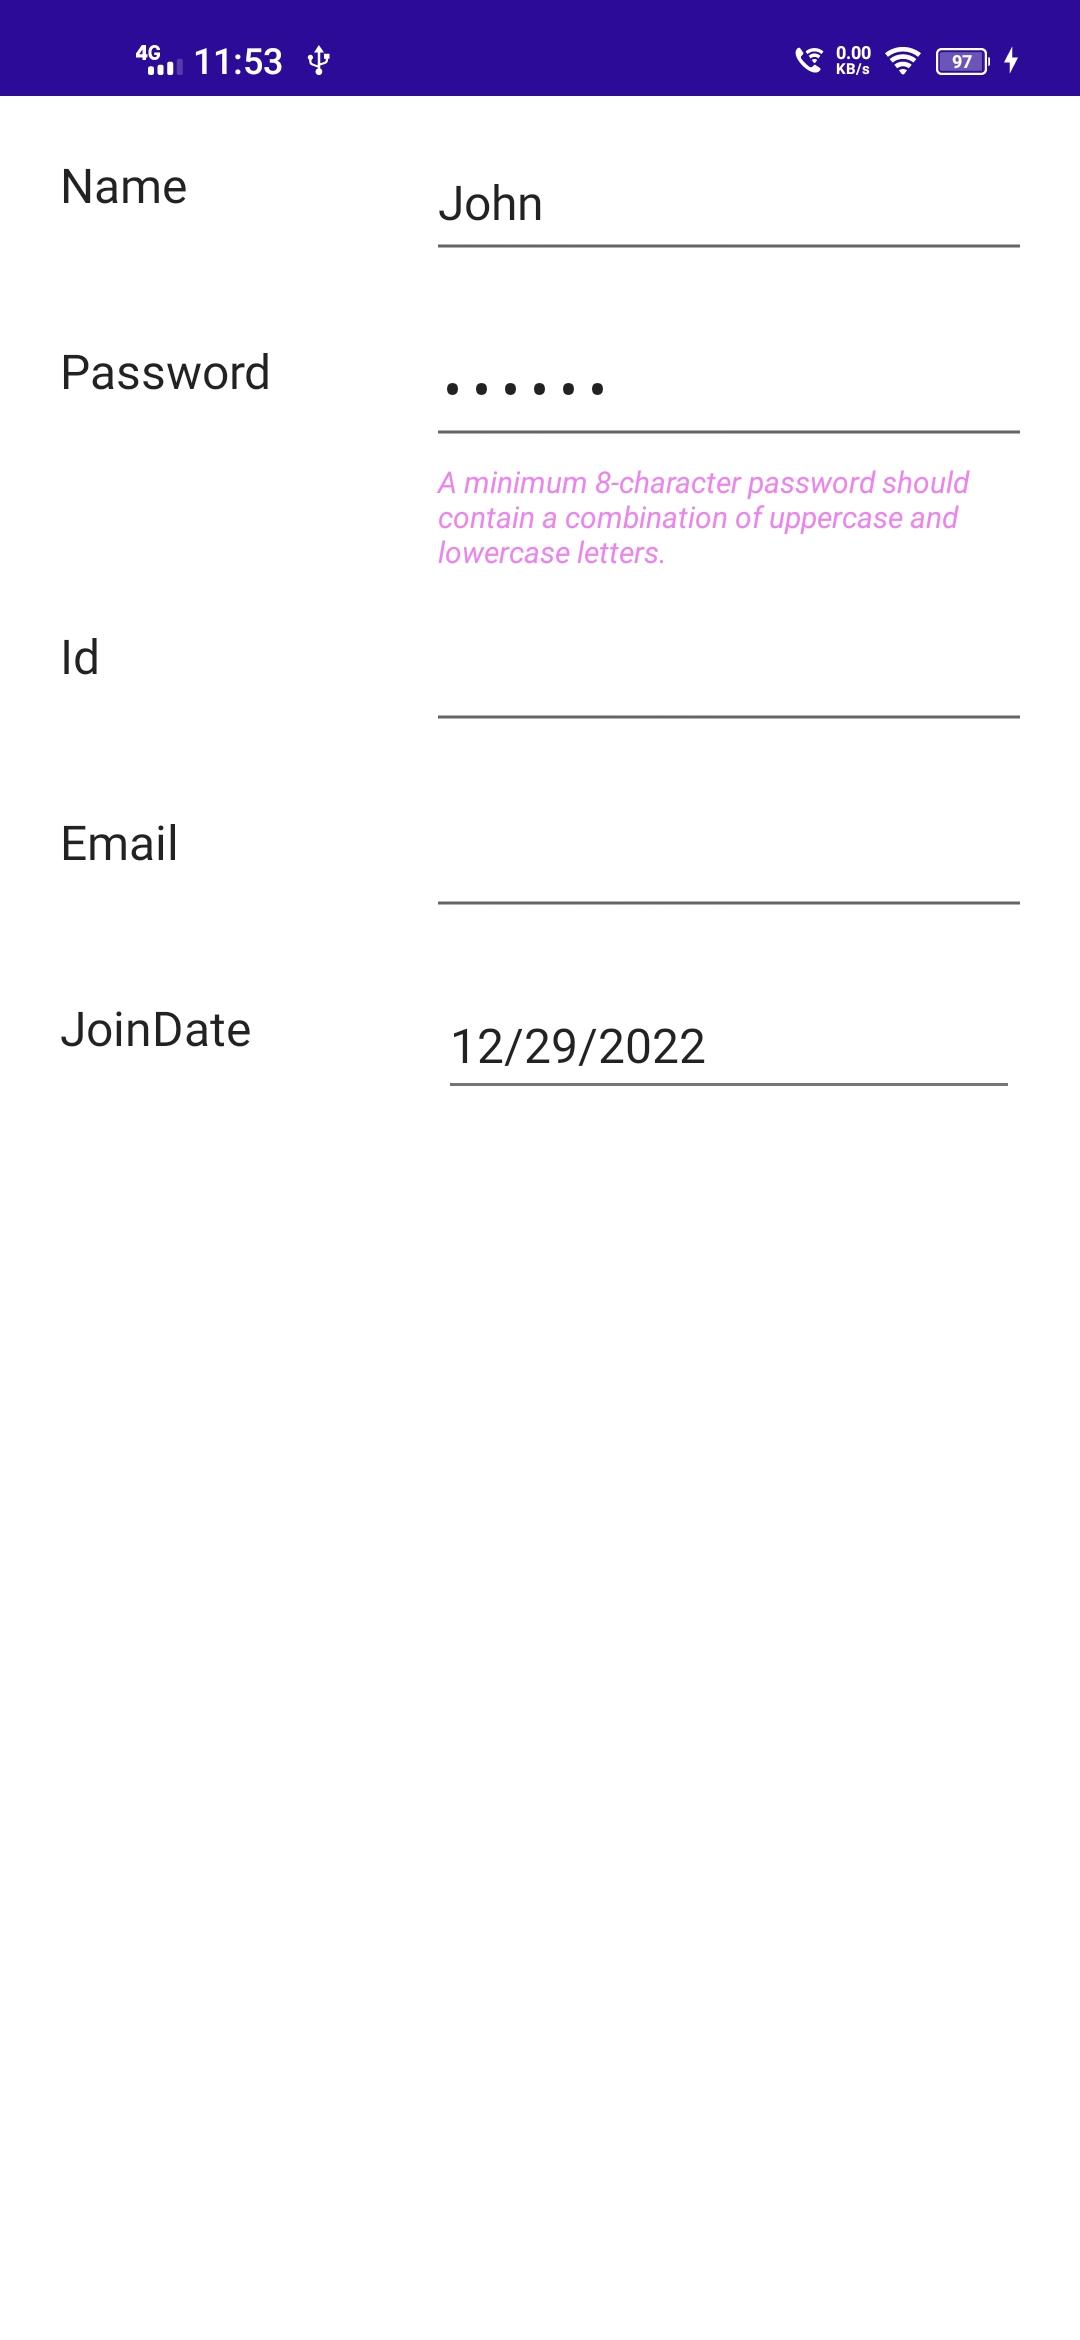 4G 11:53 0.00 KB/s 97
Name
John
Password
••••••
A minimum 8-character password should
contain a combination of uppercase and
lowercase letters.
Id
Email
JoinDate
12/29/2022